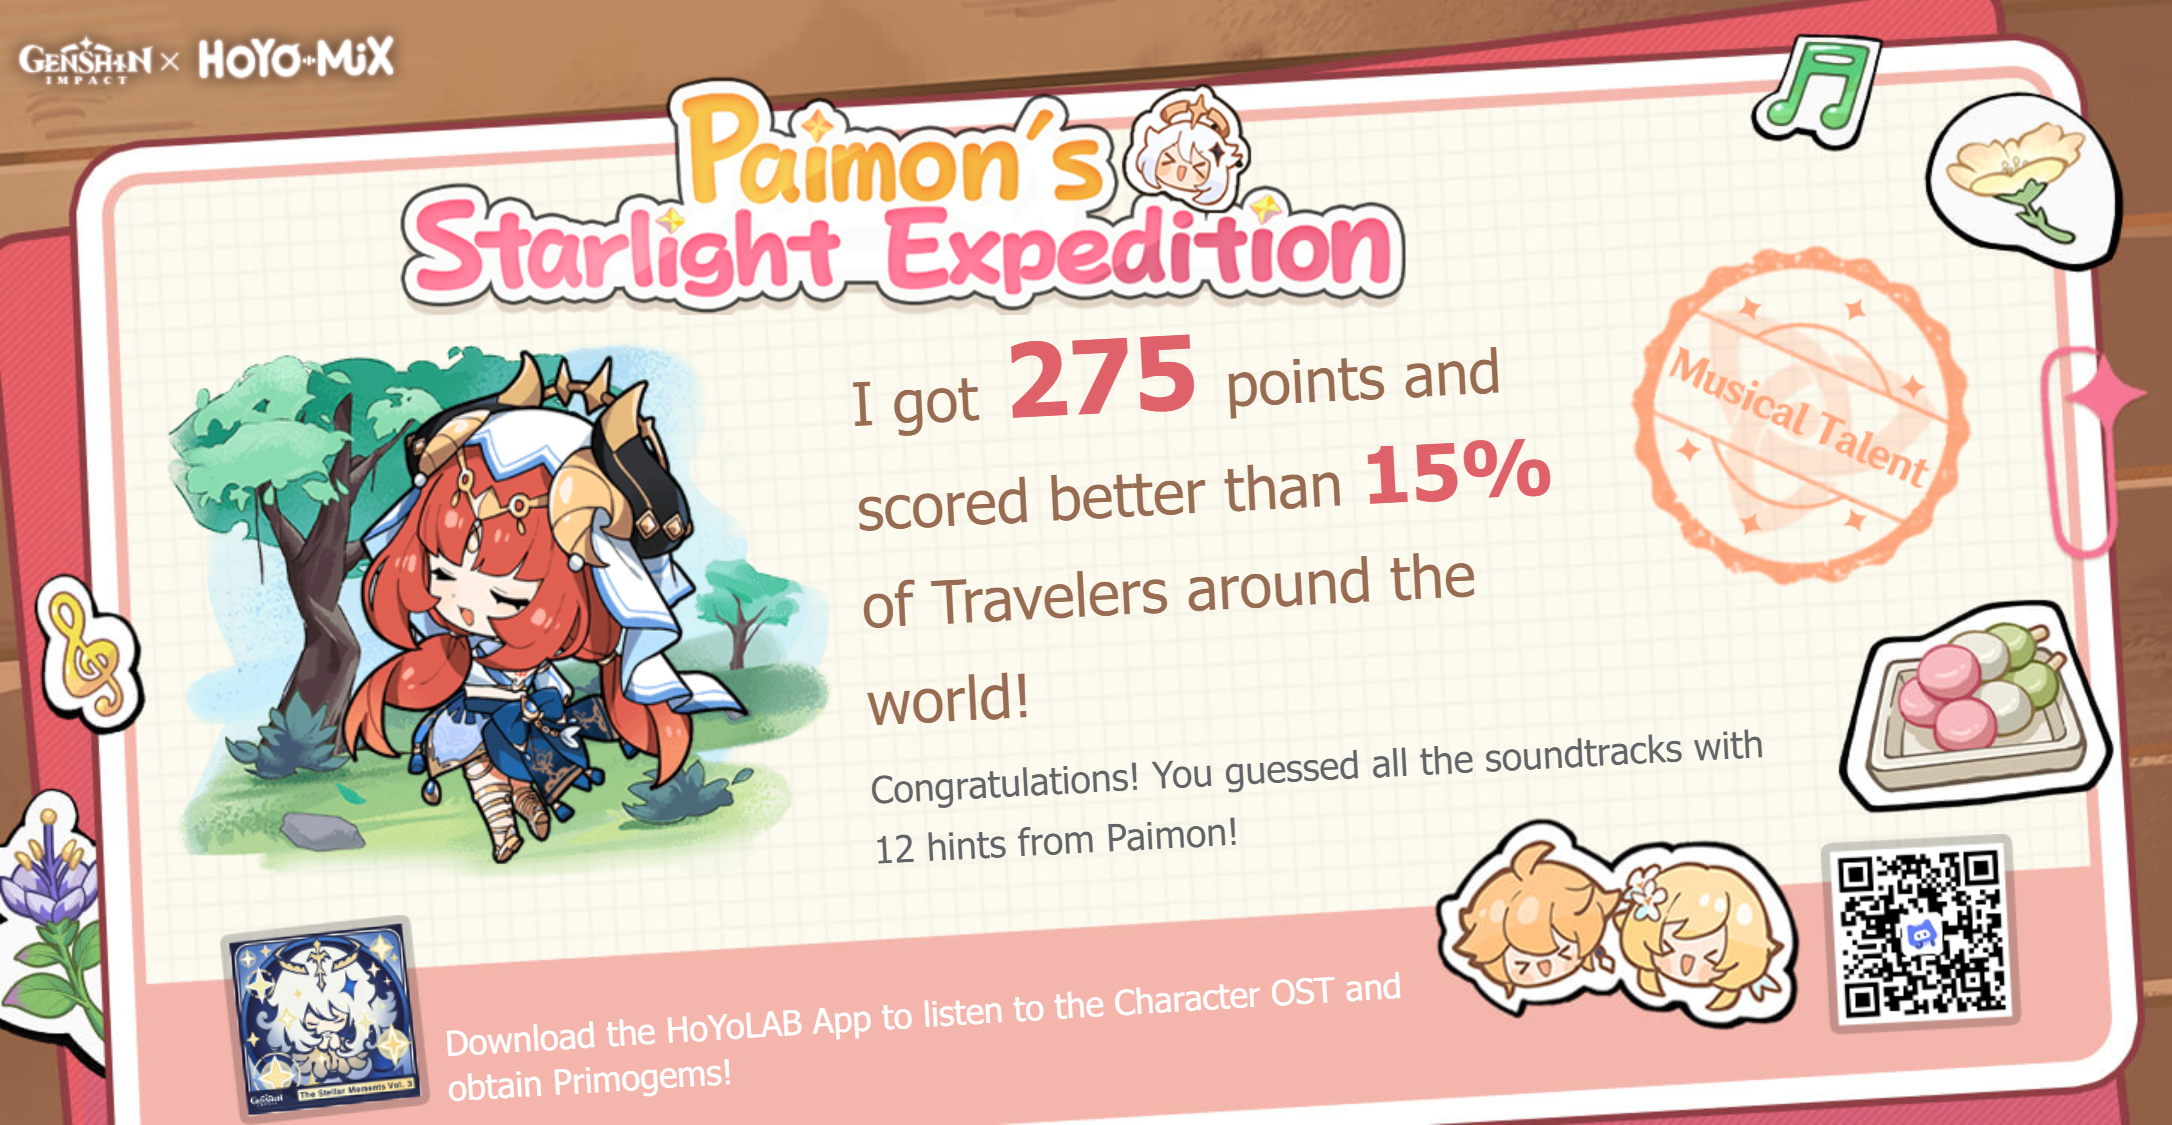 GENSHIN IMPACT × HOYO-MiX
Paimon's
Starlight Expedition
I got 275 points and
scored better than 15%
of Travelers around the
world!
Musical Talent
Congratulations! You guessed all the soundtracks with
12 hints from Paimon!
Download the HoYoLAB App to listen to the Character OST and
obtain Primogems!
The Stellar Moments Vol. 3
Genshin Impact